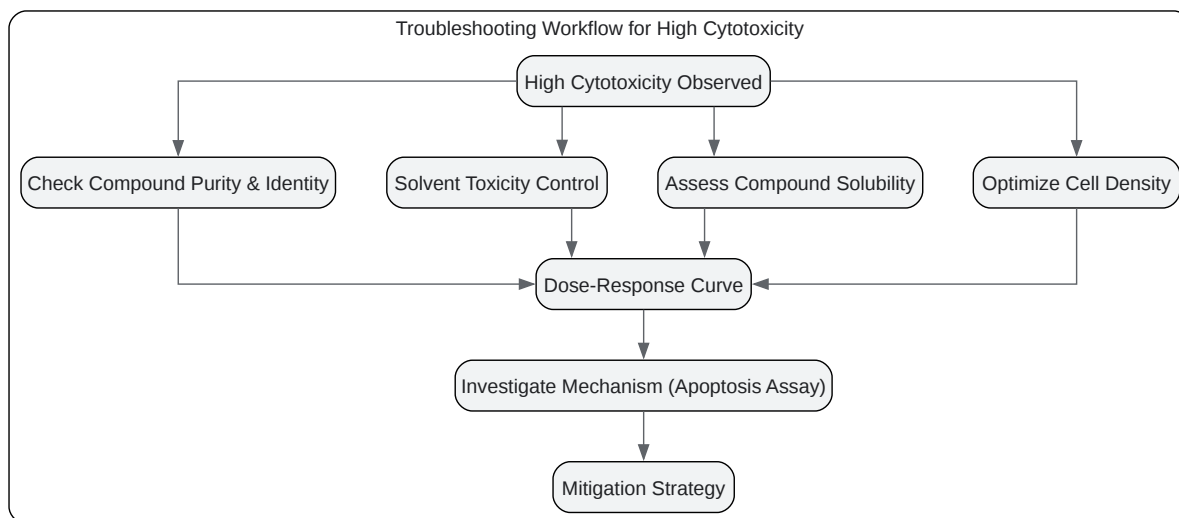 Troubleshooting Workflow for High Cytotoxicity
High Cytotoxicity Observed
Check Compound Purity & Identity
Solvent Toxicity Control
Assess Compound Solubility
Optimize Cell Density
Dose-Response Curve
Investigate Mechanism (Apoptosis Assay)
Mitigation Strategy